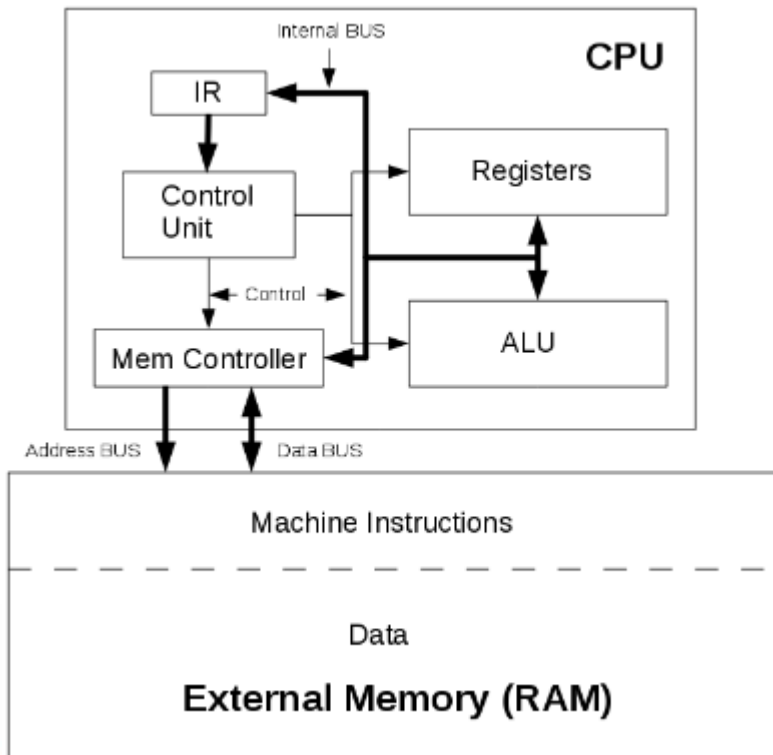 Internal BUS
CPU
IR
Registers
Control
Unit
Control
ALU
Mem Controller
Address BUS
Data BUS
Machine Instructions
Data
External Memory (RAM)